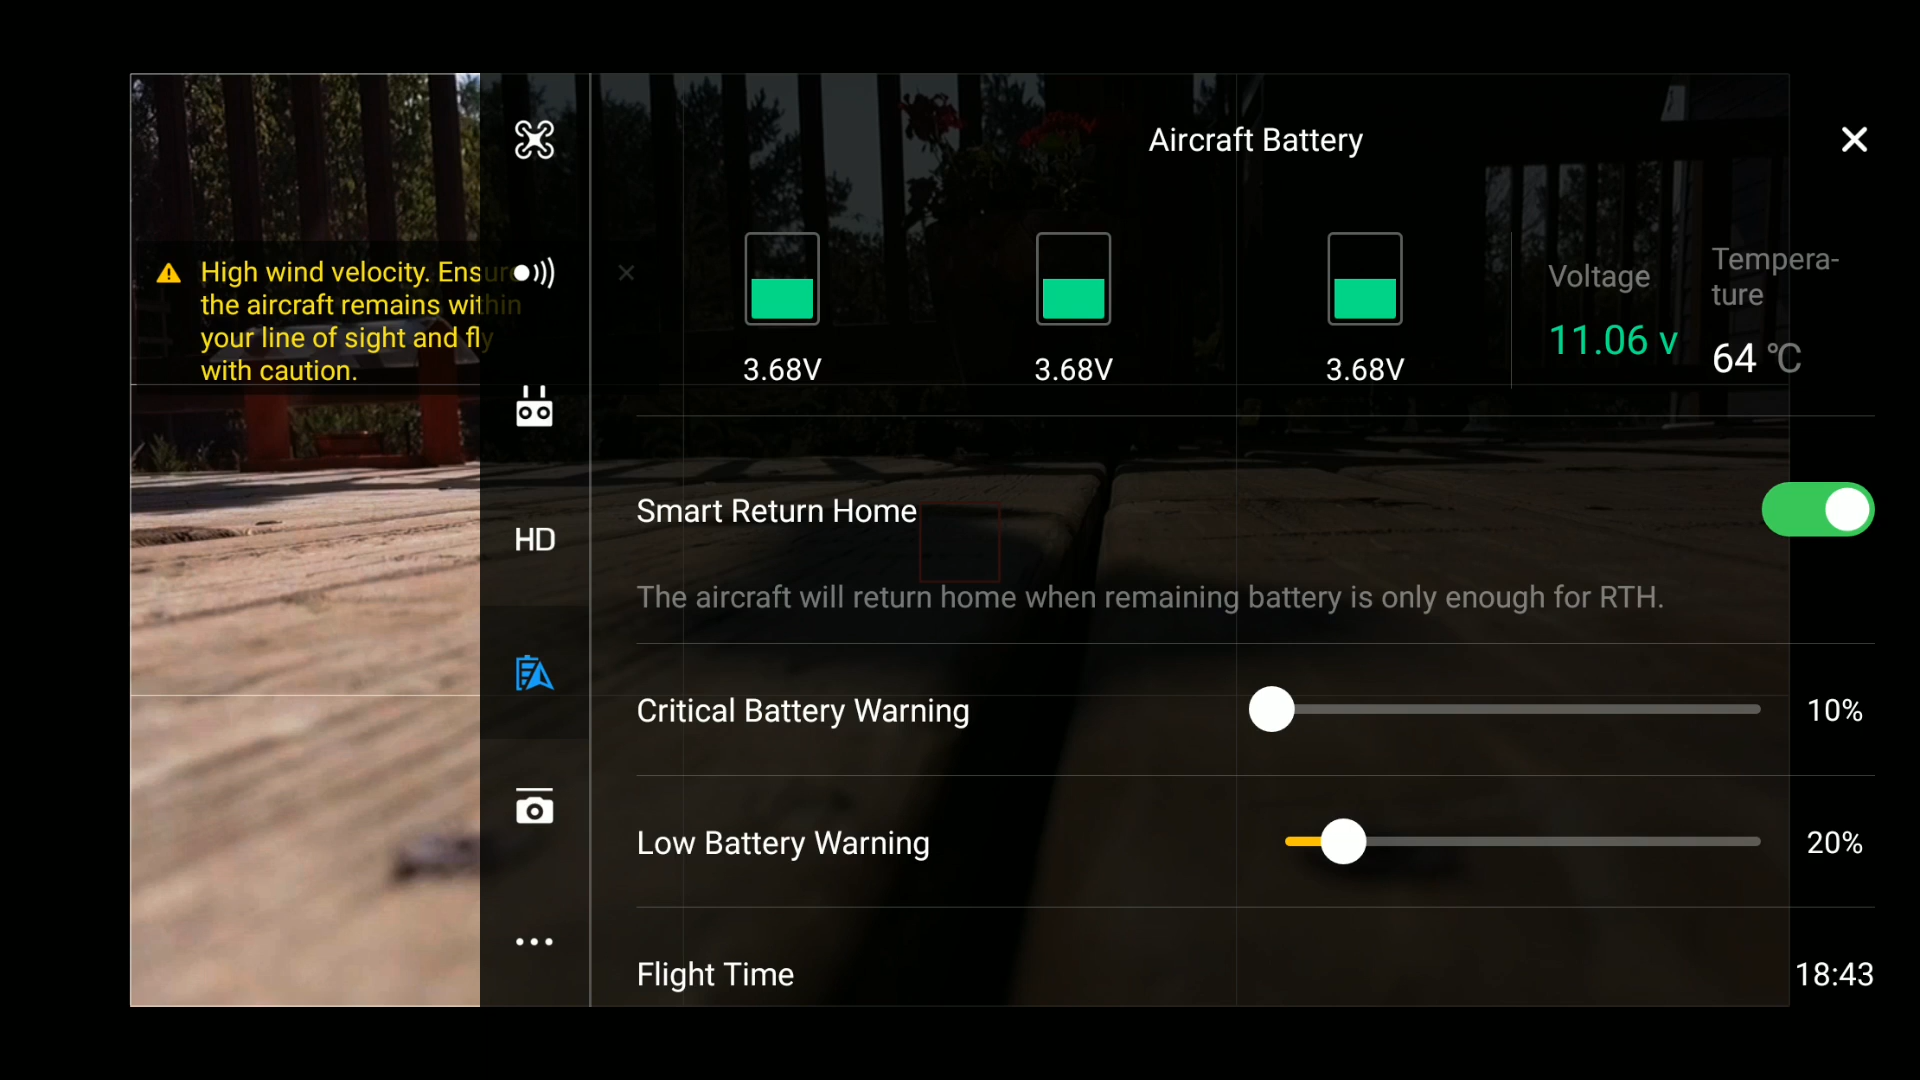 Aircraft Battery
High wind velocity. Ensure
the aircraft remains within
your line of sight and fly
with caution.
3.68V
3.68V
3.68V
Voltage
11.06 v
Tempera-
ture
64 °C
Smart Return Home
The aircraft will return home when remaining battery is only enough for RTH.
HD
Critical Battery Warning
10%
Low Battery Warning
20%
Flight Time
18:43